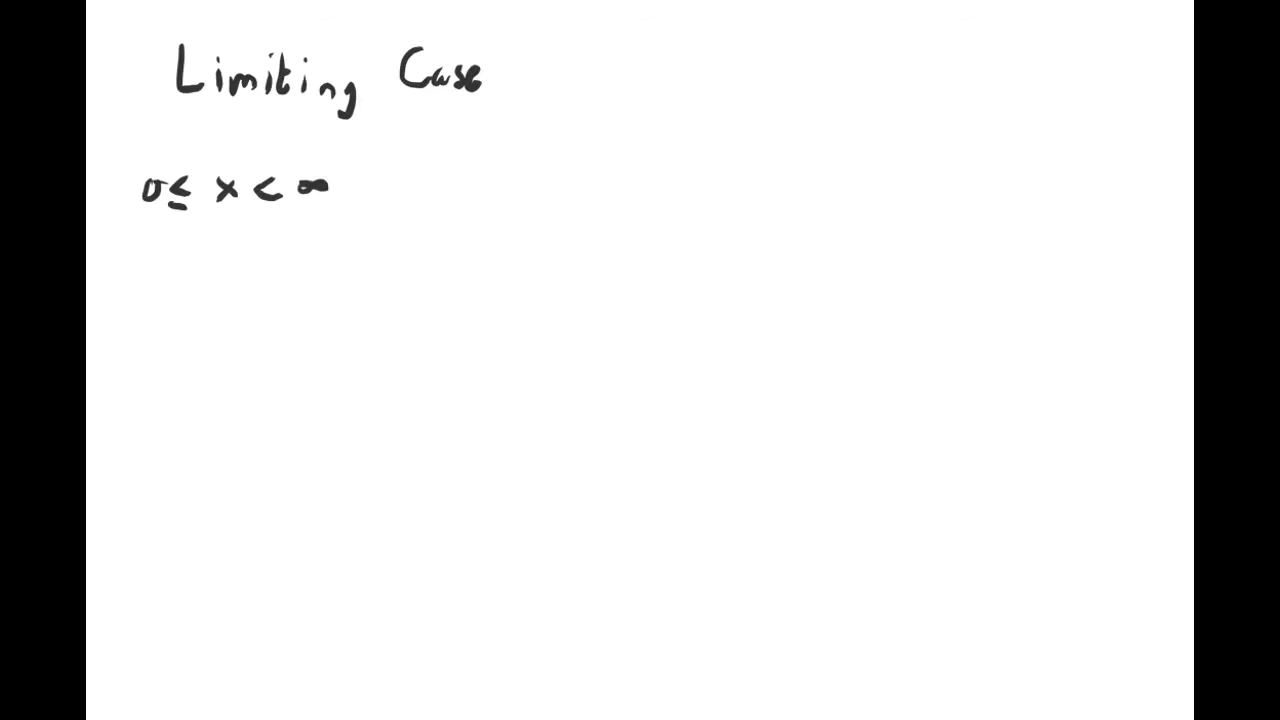 Limiting Case
0 ≤ x < ∞